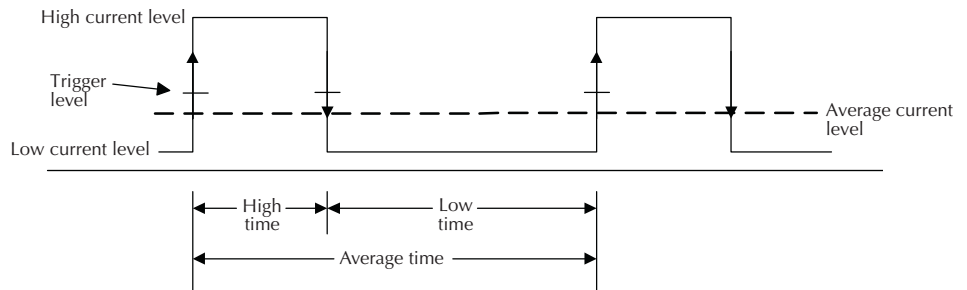 High current level
Trigger
level
Average current
level
Low current level
High
time
Low
time
Average time